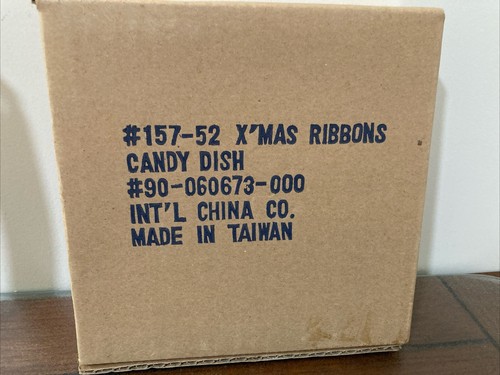 #157-52 X'MAS RIBBONS
CANDY DISH
#90-060673-000
INT'L CHINA CO.
MADE IN TAIWAN